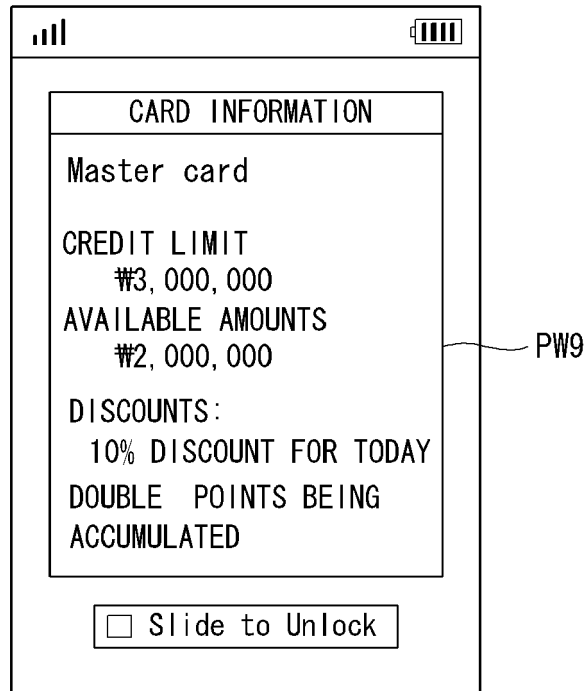 CARD INFORMATION
Master card
CREDIT LIMIT
₩3,000,000
AVAILABLE AMOUNTS
₩2,000,000
PW9
DISCOUNTS:
10% DISCOUNT FOR TODAY
DOUBLE POINTS BEING
ACCUMULATED
Slide to Unlock